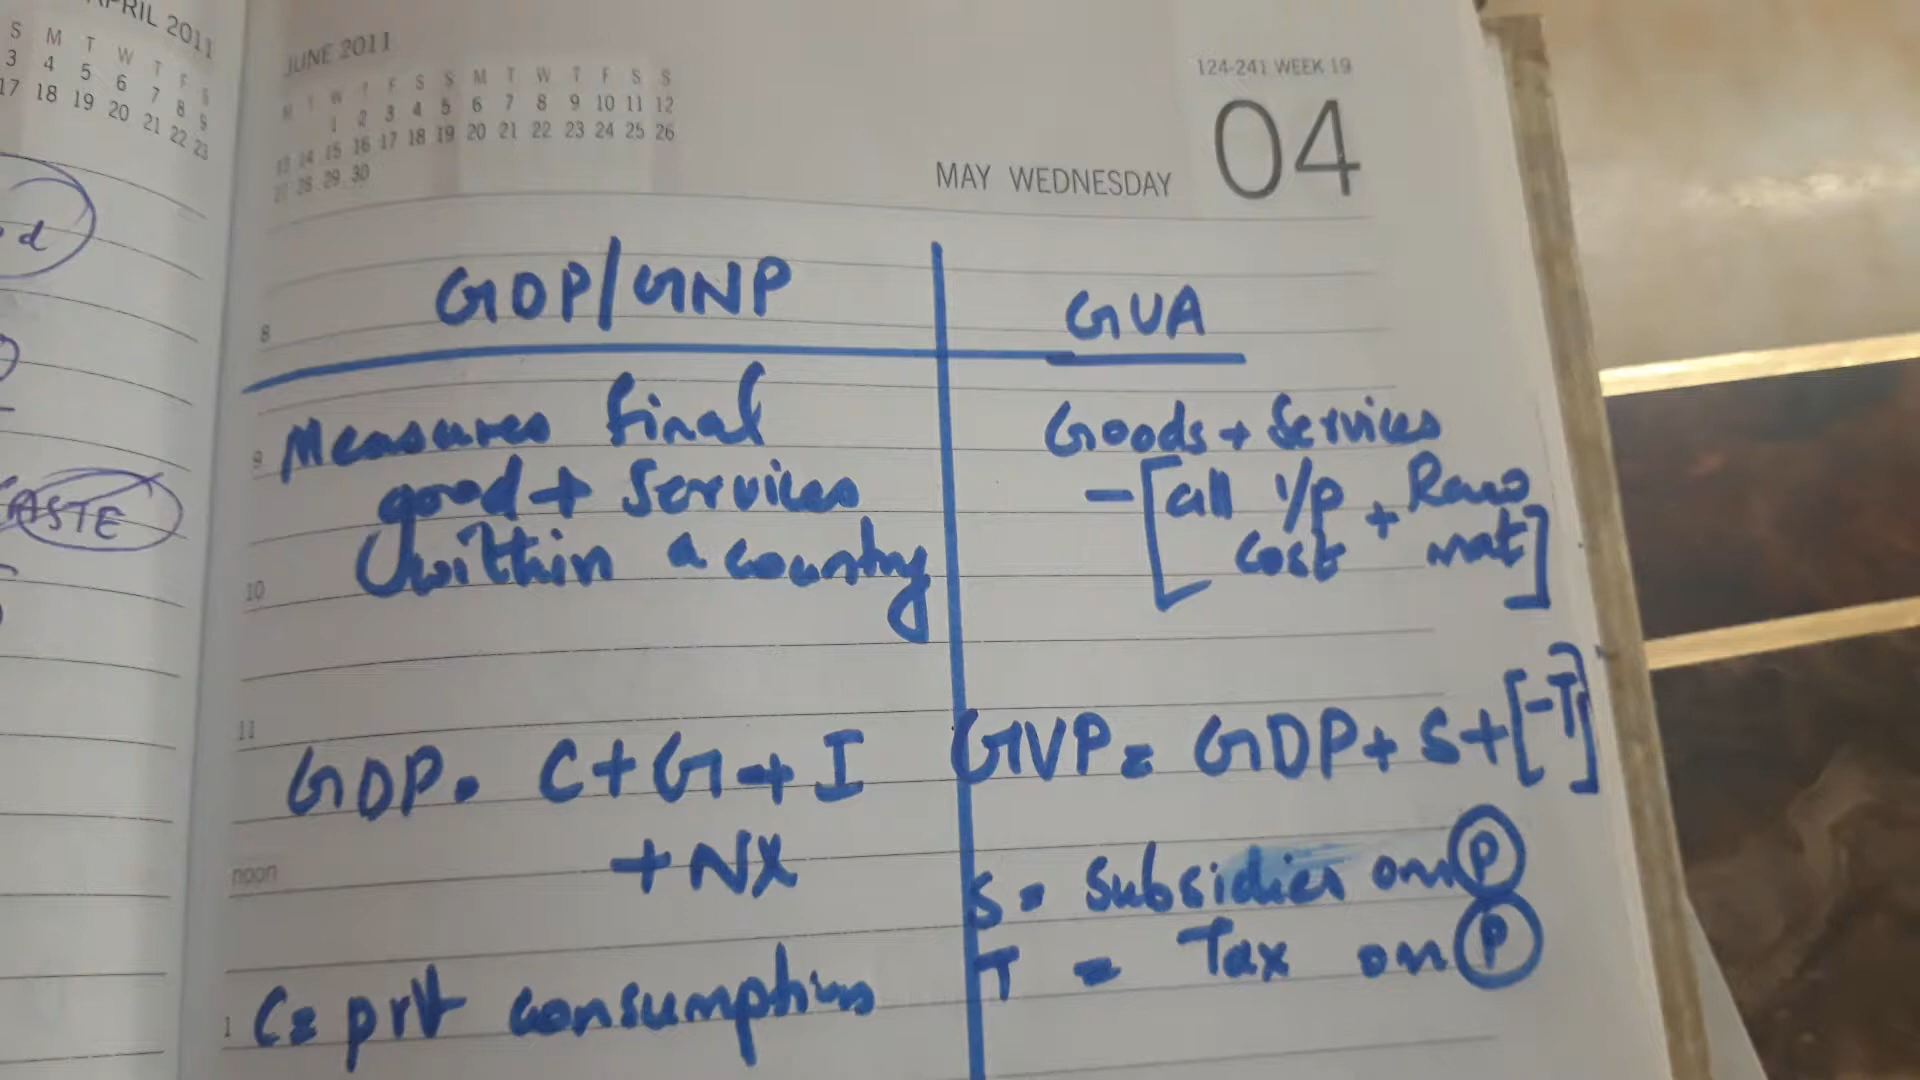 APRIL 2011
S M T W T F S
3 4 5 6 7 8 9
17 18 19 20 21 22 23
JUNE 2011
M T W T F S S M T W T F S S
1 2 3 4 5 6 7 8 9 10 11 12
13 14 15 16 17 18 19 20 21 22 23 24 25 26
27 28 29 30
124-241 WEEK 19
MAY WEDNESDAY 04
GDP/GNP
Measures final
good + Services
within a country
GDP = C + G + I
+ NX
C = prvt consumption
GVA
Goods + Services
- [all i/p + Raw
cost mat]
GVP = GDP + S + [-T]
S = Subsidies on P
T = Tax on P
8
9
10
11
noon
1